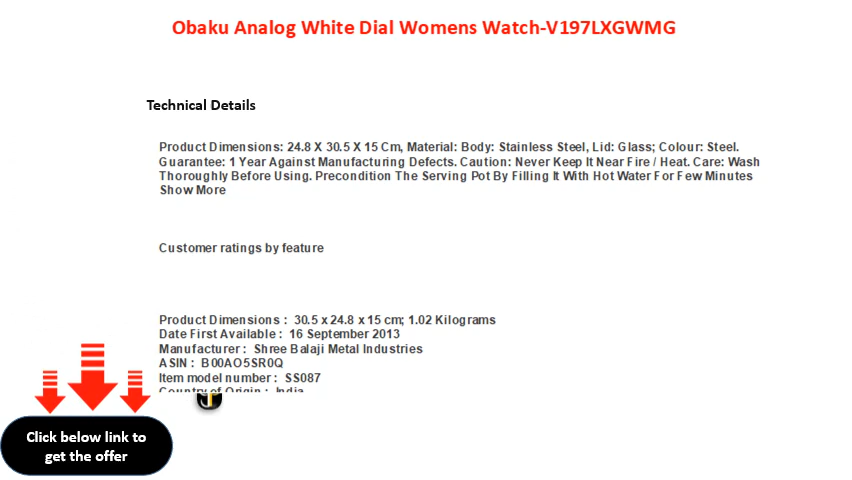 Obaku Analog White Dial Womens Watch-V197LXGWMG
Technical Details
Product Dimensions: 24.8 X 30.5 X 15 Cm, Material: Body: Stainless Steel, Lid: Glass; Colour: Steel.
Guarantee: 1 Year Against Manufacturing Defects. Caution: Never Keep It Near Fire / Heat. Care: Wash
Thoroughly Before Using. Precondition The Serving Pot By Filling It With Hot Water For Few Minutes
Show More
Customer ratings by feature
Product Dimensions : 30.5 x 24.8 x 15 cm; 1.02 Kilograms
Date First Available : 16 September 2013
Manufacturer : Shree Balaji Metal Industries
ASIN : B00AO5SR0Q
Item model number : SS087
Country of Origin : India
Click below link to
get the offer